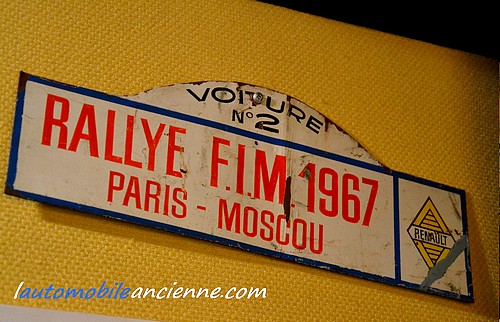 VOITURE
N° 2
RALLYE F.I.M 1967
PARIS - MOSCOU
RENAULT
lautomobileancienne.com